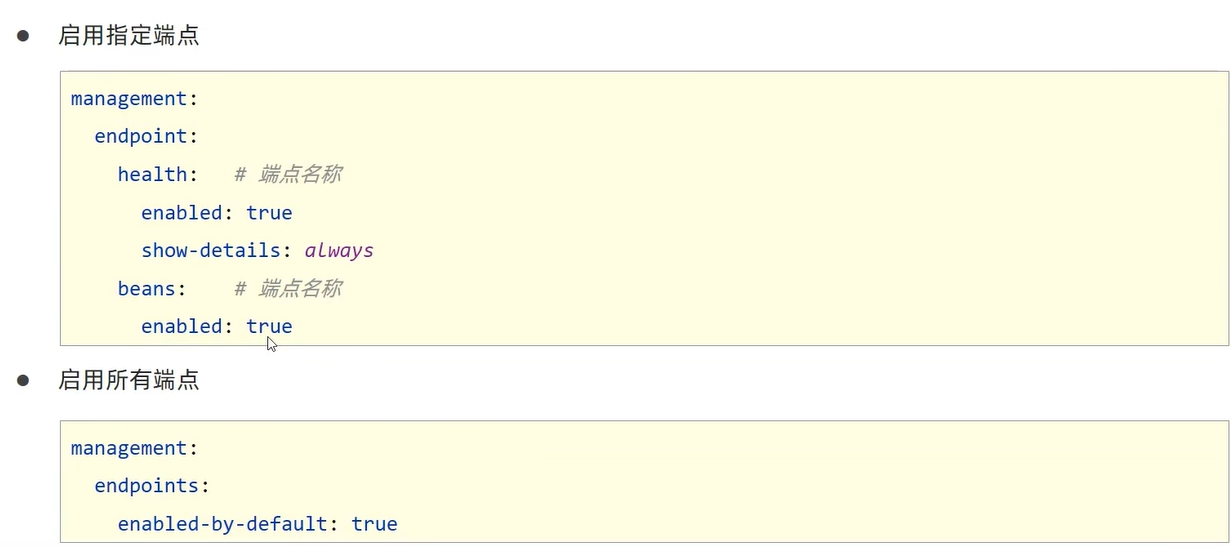 ● 启用指定端点
management:
  endpoint:
    health:   # 端点名称
      enabled: true
      show-details: always
    beans:    # 端点名称
      enabled: true
● 启用所有端点
management:
  endpoints:
    enabled-by-default: true